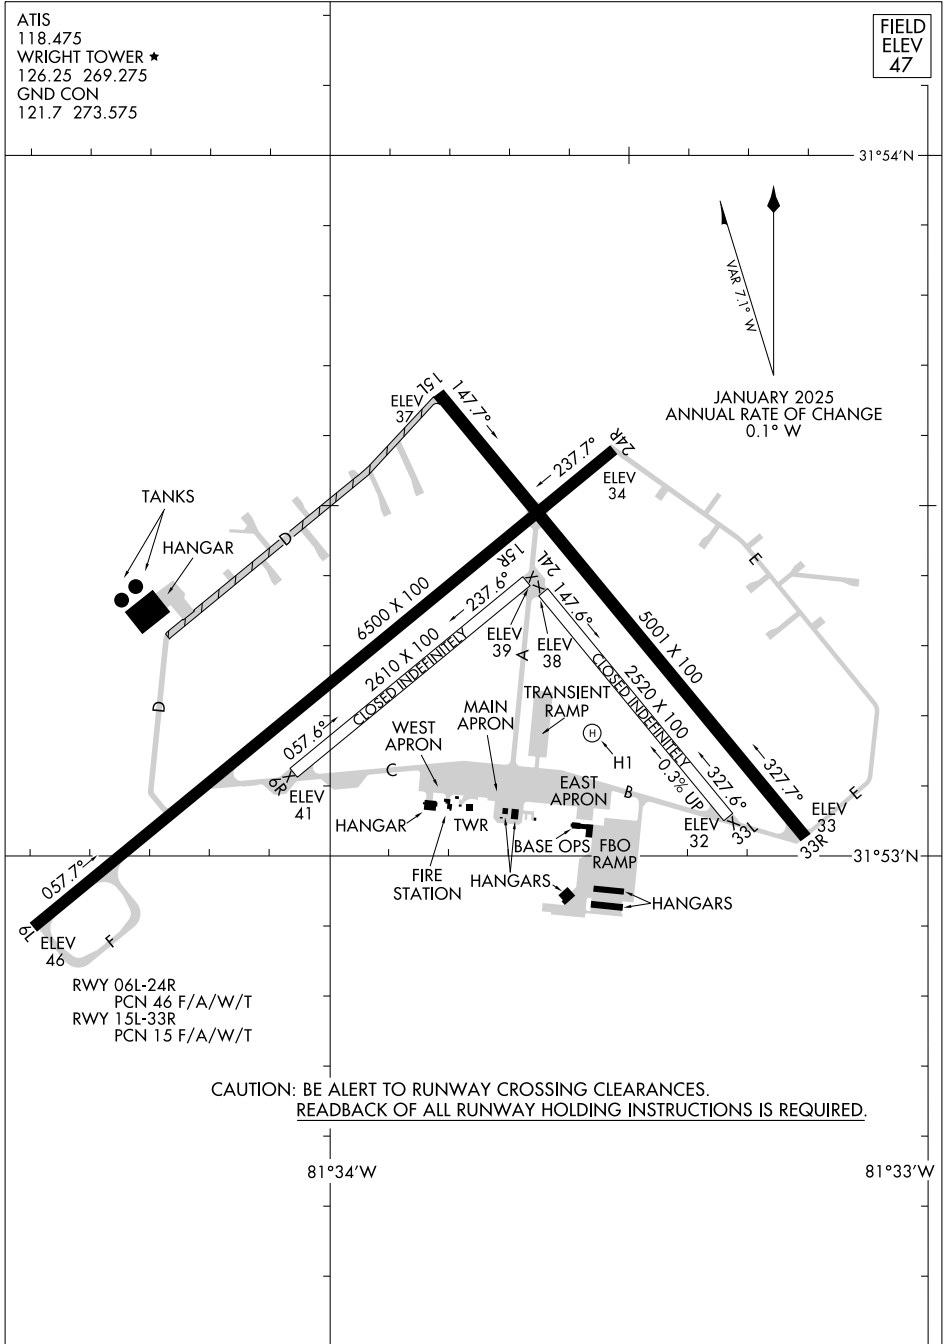 ATIS
118.475
WRIGHT TOWER ★
126.25 269.275
GND CON
121.7 273.575
FIELD
ELEV
47
31°54'N
VAR 7.1° W
JANUARY 2025
ANNUAL RATE OF CHANGE
0.1° W
15L
147.7°
ELEV
37
24R
237.7°
ELEV
34
TANKS
HANGAR
D
E
6500 X 100
15R
24L
237.6°
147.6°
2610 X 100
CLOSED INDEFINITELY
ELEV
39
A
ELEV
38
5001 X 100
2520 X 100
CLOSED INDEFINITELY
D
057.6°
X
X
X
X
TRANSIENT
RAMP
MAIN
APRON
WEST
APRON
H
H1
C
EAST
APRON
B
0.3% UP
327.6°
327.7°
6R
ELEV
41
HANGAR
TWR
FIRE
STATION
HANGARS
BASE OPS
FBO
RAMP
HANGARS
ELEV
32
33L
ELEV
33
33R
E
31°53'N
057.7°
6L
ELEV
46
F
RWY 06L-24R
PCN 46 F/A/W/T
RWY 15L-33R
PCN 15 F/A/W/T
CAUTION: BE ALERT TO RUNWAY CROSSING CLEARANCES.
READBACK OF ALL RUNWAY HOLDING INSTRUCTIONS IS REQUIRED.
81°34'W
81°33'W